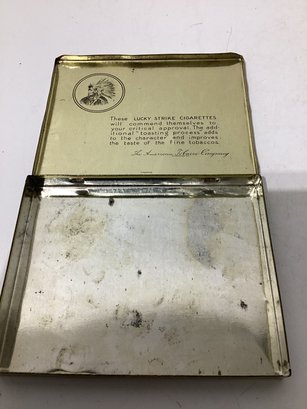 These LUCKY STRIKE CIGARETTES
will commend themselves to
your critical approval. The add-
itional "toasting process" adds
to the character and improves
the taste of the fine tobaccos.
The American Tobacco Company